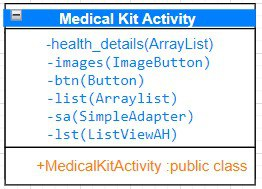 Medical Kit Activity
-health_details(ArrayList)
-images(ImageButton)
-btn(Button)
-list(Arraylist)
-sa(SimpleAdapter)
-lst(ListViewAH)
+MedicalKitActivity :public class